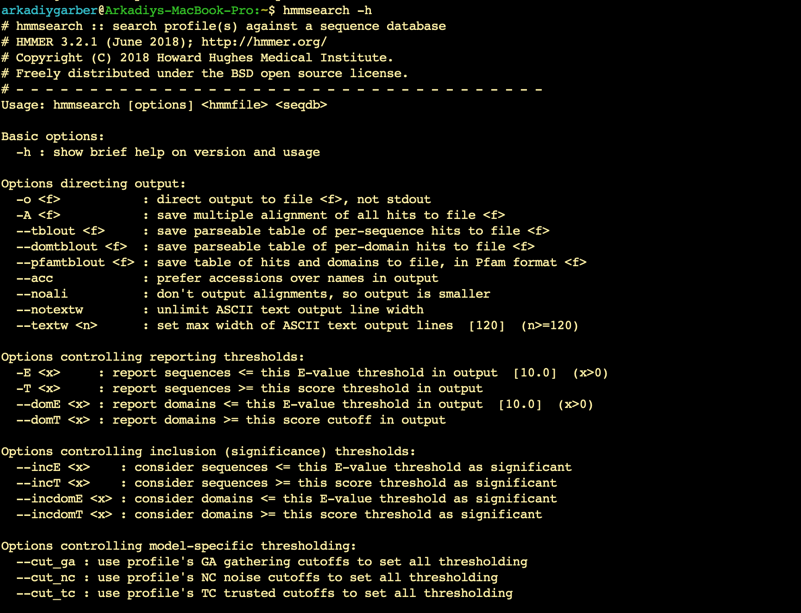 arkadiygarber@Arkadiys-MacBook-Pro:~$ hmmsearch -h
# hmmsearch :: search profile(s) against a sequence database
# HMMER 3.2.1 (June 2018); http://hmmer.org/
# Copyright (C) 2018 Howard Hughes Medical Institute.
# Freely distributed under the BSD open source license.
# - - - - - - - - - - - - - - - - - - - - - - - - - - - - - - - - - - - -
Usage: hmmsearch [options] <hmmfile> <seqdb>

Basic options:
  -h : show brief help on version and usage

Options directing output:
  -o <f>           : direct output to file <f>, not stdout
  -A <f>           : save multiple alignment of all hits to file <f>
  --tblout <f>     : save parseable table of per-sequence hits to file <f>
  --domtblout <f>  : save parseable table of per-domain hits to file <f>
  --pfamtblout <f> : save table of hits and domains to file, in Pfam format <f>
  --acc            : prefer accessions over names in output
  --noali          : don't output alignments, so output is smaller
  --notextw        : unlimit ASCII text output line width
  --textw <n>      : set max width of ASCII text output lines  [120]  (n>=120)

Options controlling reporting thresholds:
  -E <x>     : report sequences <= this E-value threshold in output  [10.0]  (x>0)
  -T <x>     : report sequences >= this score threshold in output
  --domE <x> : report domains <= this E-value threshold in output  [10.0]  (x>0)
  --domT <x> : report domains >= this score cutoff in output

Options controlling inclusion (significance) thresholds:
  --incE <x>    : consider sequences <= this E-value threshold as significant
  --incT <x>    : consider sequences >= this score threshold as significant
  --incdomE <x> : consider domains <= this E-value threshold as significant
  --incdomT <x> : consider domains >= this score threshold as significant

Options controlling model-specific thresholding:
  --cut_ga : use profile's GA gathering cutoffs to set all thresholding
  --cut_nc : use profile's NC noise cutoffs to set all thresholding
  --cut_tc : use profile's TC trusted cutoffs to set all thresholding